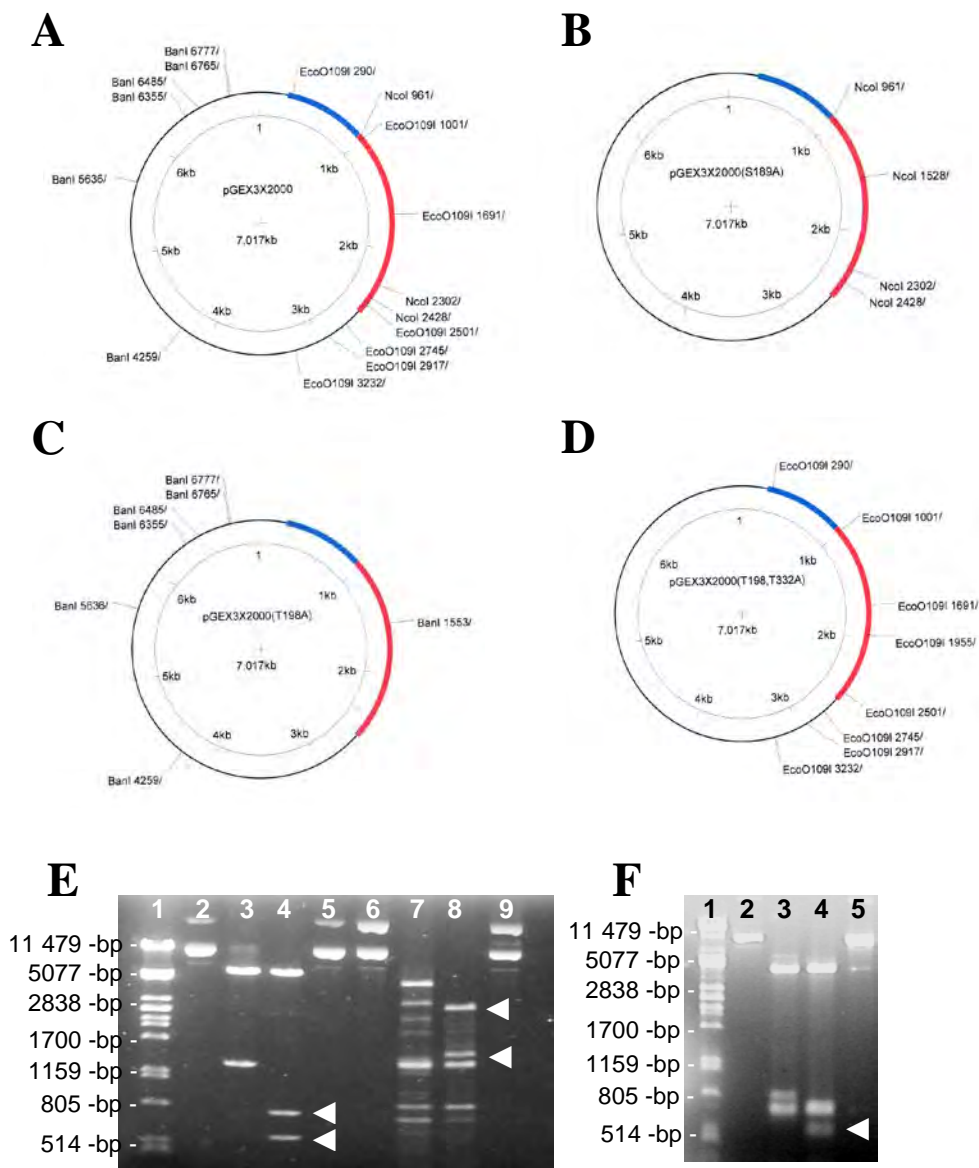 A
BanI 6777/
BanI 6765/
BanI 6485/
BanI 6355/
BanI 5636/
BanI 4259/
EcoO109I 290/
NcoI 961/
EcoO109I 1001/
EcoO109I 1691/
NcoI 2302/
NcoI 2428/
EcoO109I 2501/
EcoO109I 2745/
EcoO109I 2917/
EcoO109I 3232/
1
1kb
2kb
3kb
4kb
5kb
6kb
pGEX3X2000
7.017kb
B
NcoI 961/
NcoI 1528/
NcoI 2302/
NcoI 2428/
1
1kb
2kb
3kb
4kb
5kb
6kb
pGEX3X2000(S189A)
7.017kb
C
BanI 6777/
BanI 6765/
BanI 6485/
BanI 6355/
BanI 5636/
BanI 4259/
BanI 1553/
1
1kb
2kb
3kb
4kb
5kb
6kb
pGEX3X2000(T198A)
7.017kb
D
EcoO109I 290/
EcoO109I 1001/
EcoO109I 1691/
EcoO109I 1955/
EcoO109I 2501/
EcoO109I 2745/
EcoO109I 2917/
EcoO109I 3232/
1
1kb
2kb
3kb
4kb
5kb
6kb
pGEX3X2000(T198,T332A)
7.017kb
E
1 2 3 4 5 6 7 8 9
11 479 -bp -
5077 -bp -
2838 -bp -
1700 -bp -
1159 -bp -
805 -bp -
514 -bp -
F
1 2 3 4 5
11 479 -bp -
5077 -bp -
2838 -bp -
1700 -bp -
1159 -bp -
805 -bp -
514 -bp -